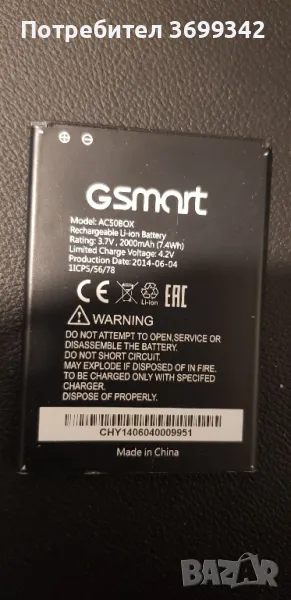 Потребител 3699342
GSmart
Model: AC50BOX
Rechargeable Li-ion Battery
Rating: 3.7V, 2000mAh (7.4Wh)
Limited Charge Voltage: 4.2V
Production Date: 2014-06-04
1ICP5/56/78
CE
Li-ion
EAC
WARNING
DO NOT ATTEMPT TO OPEN,SERVICE OR
DISASSEMBLE THE BATTERY.
DO NOT SHORT CIRCUIT.
MAY EXPLODE IF DISPOSED OF IN FIRE.
TO BE CHARGED ONLY WITH SPECIFED
CHARGER.
DISPOSE OF PROPERLY.
CHY1406040009951
Made in China
BAZAR